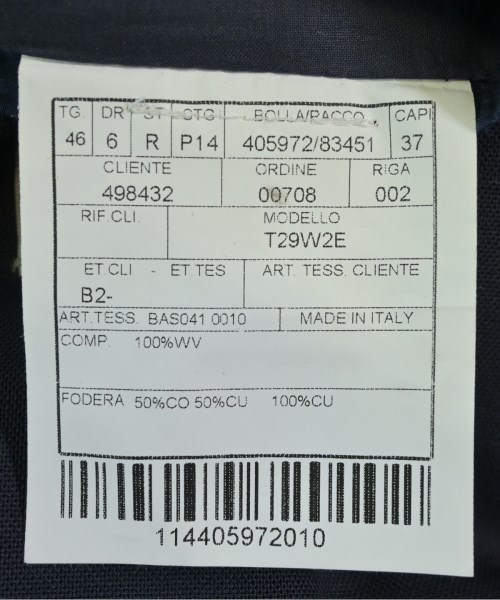 TG. DR ST CTG BOLLA/PACCO CAPI
46 6 R P14 405972/83451 37
CLIENTE ORDINE RIGA
498432 00708 002
RIF.CLI. MODELLO
T29W2E
ET.CLI - ET.TES ART. TESS. CLIENTE
B2-
ART.TESS. BAS041 0010 MADE IN ITALY
COMP. 100%WV
FODERA 50%CO 50%CU 100%CU
114405972010